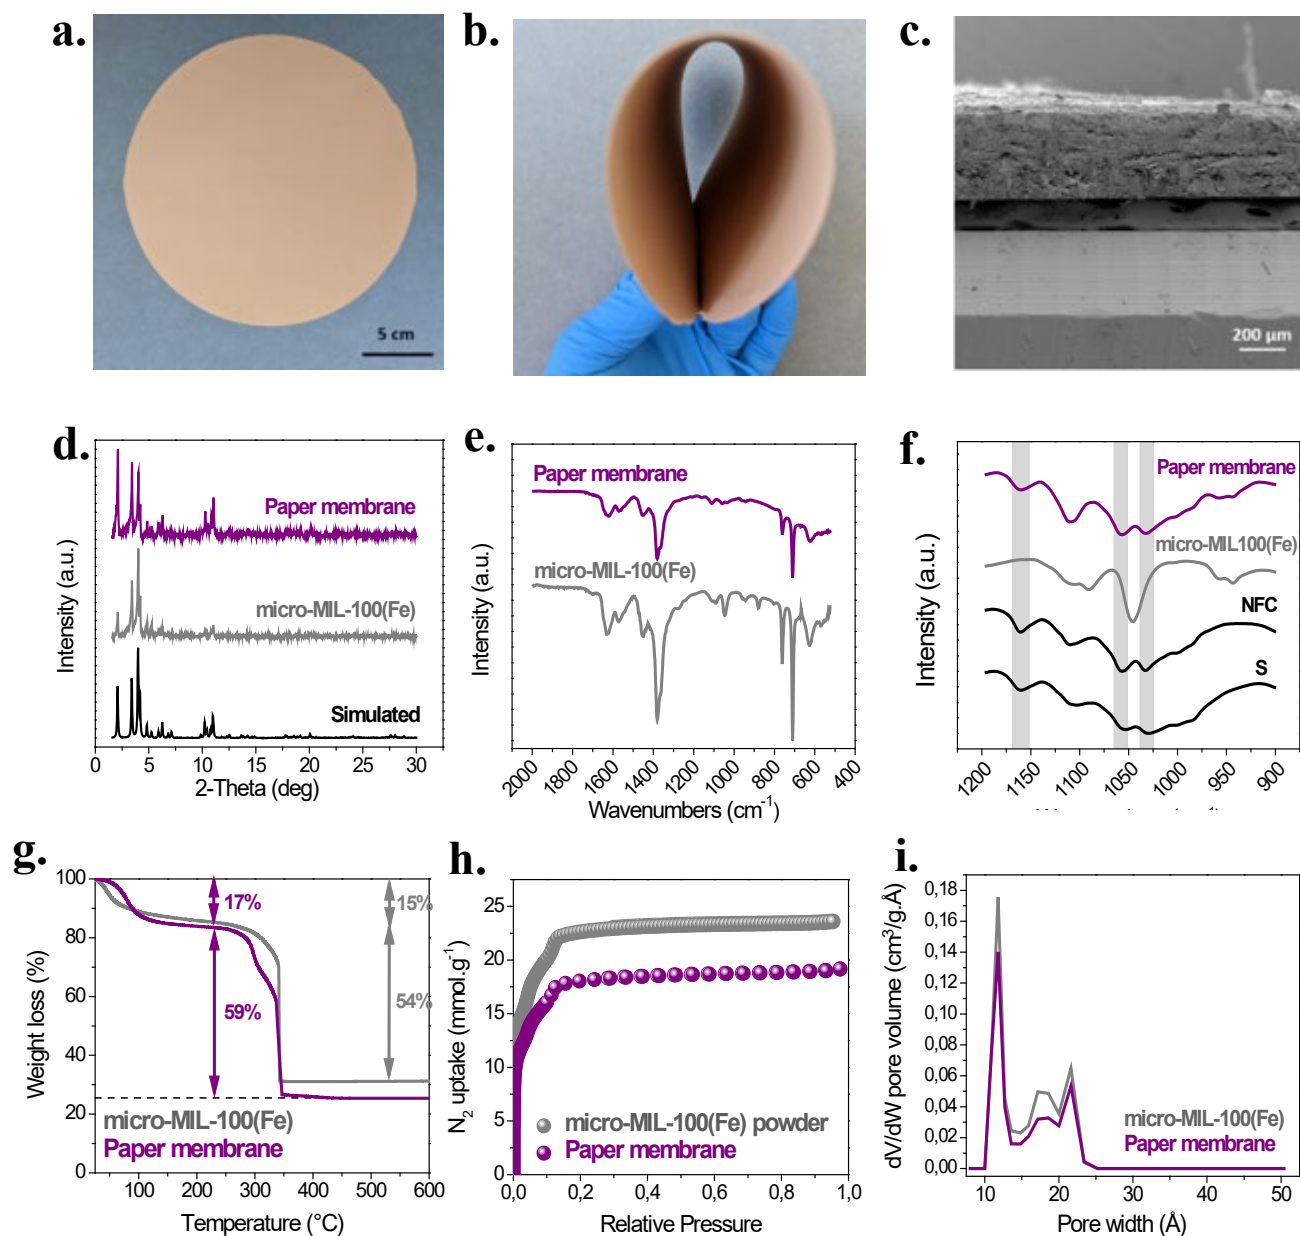 a.
b.
c.
5 cm
200 μm
d.
Paper membrane
micro-MIL-100(Fe)
Simulated
Intensity (a.u.)
0 5 10 15 20 25 30
2-Theta (deg)
e.
Paper membrane
micro-MIL-100(Fe)
Intensity (a.u.)
2000 1800 1600 1400 1200 1000 800 600 400
Wavenumbers (cm⁻¹)
f.
Paper membrane
micro-MIL100(Fe)
NFC
S
Intensity (a.u.)
1200 1150 1100 1050 1000 950 900
g.
100
80
60
40
20
0
Weight loss (%)
17%
15%
59%
54%
micro-MIL-100(Fe)
Paper membrane
100 200 300 400 500 600
Temperature (°C)
h.
25
20
15
10
5
0
N₂ uptake (mmol.g⁻¹)
micro-MIL-100(Fe) powder
Paper membrane
0,0 0,2 0,4 0,6 0,8 1,0
Relative Pressure
i.
0,18
0,16
0,14
0,12
0,10
0,08
0,06
0,04
0,02
0,00
dV/dW pore volume (cm³/g.Å)
micro-MIL-100(Fe)
Paper membrane
10 20 30 40 50
Pore width (Å)